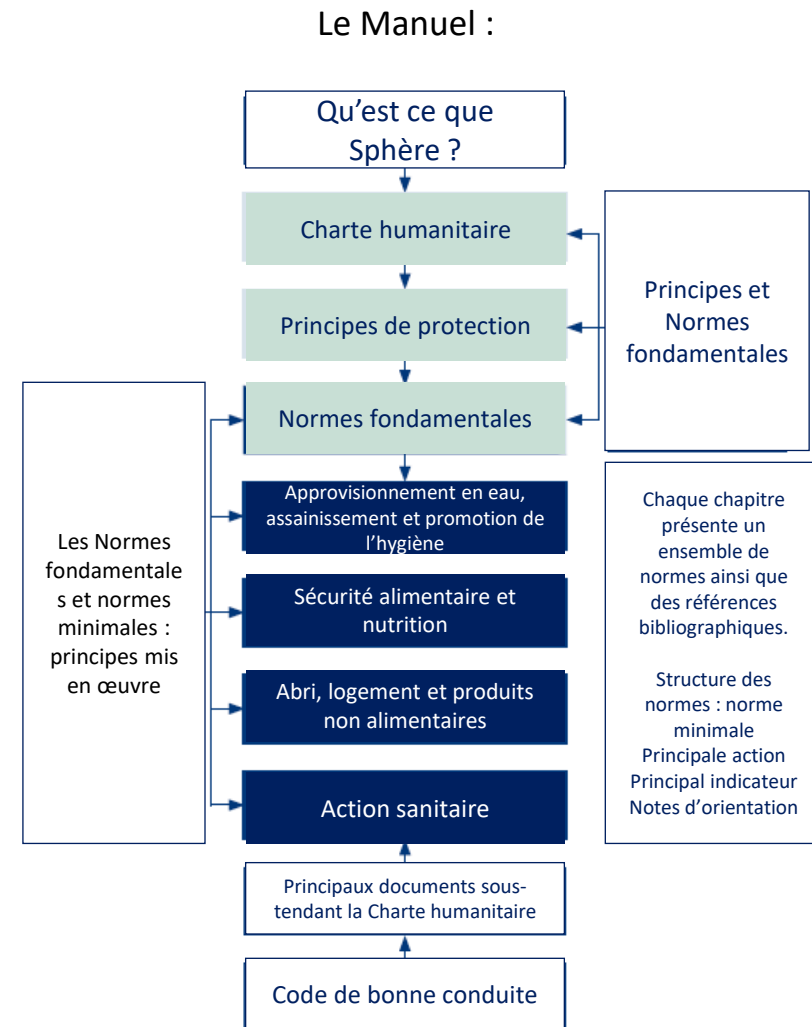 Le Manuel :
Qu'est ce que
Sphère ?
Charte humanitaire
Principes de protection
Normes fondamentales
Principes et
Normes
fondamentales
Les Normes
fondamentale
s et normes
minimales :
principes mis
en œuvre
Approvisionnement en eau,
assainissement et promotion de
l'hygiène
Sécurité alimentaire et
nutrition
Abri, logement et produits
non alimentaires
Action sanitaire
Chaque chapitre
présente un
ensemble de
normes ainsi que
des références
bibliographiques.
Structure des
normes : norme
minimale
Principale action
Principal indicateur
Notes d'orientation
Principaux documents sous-
tendant la Charte humanitaire
Code de bonne conduite